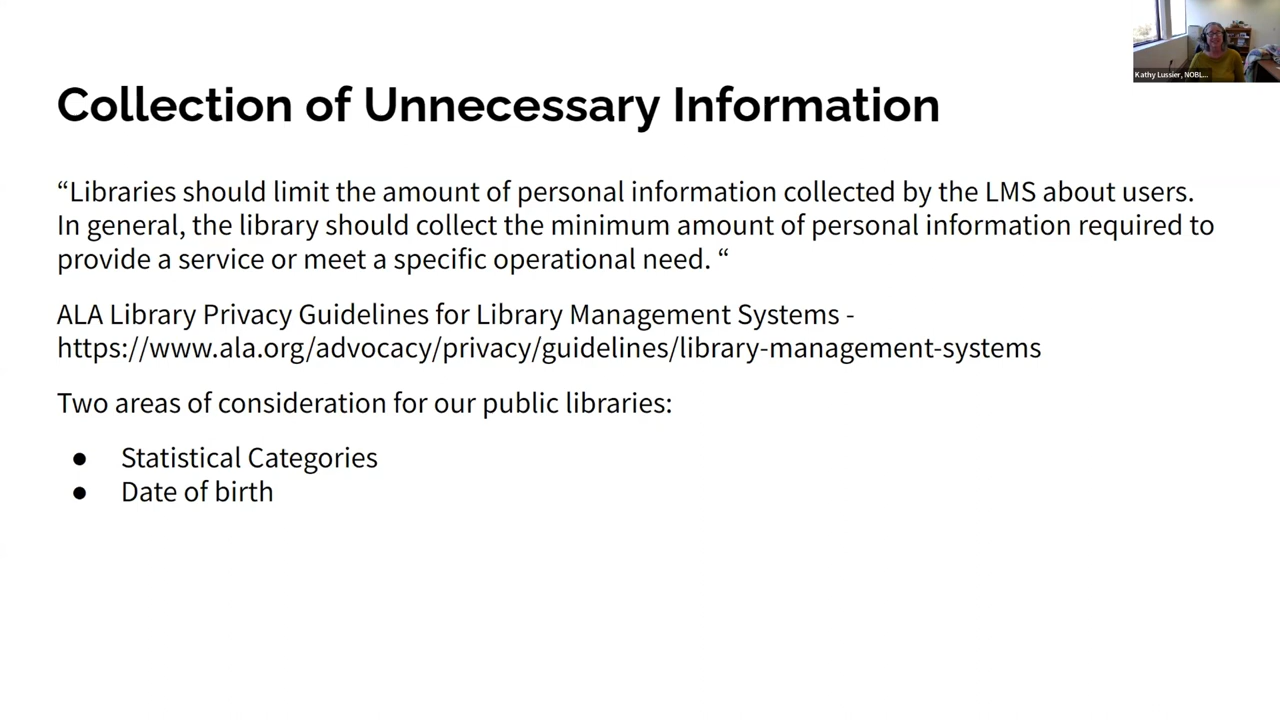 Kathy Lussier, NOBL...
Collection of Unnecessary Information
“Libraries should limit the amount of personal information collected by the LMS about users.
In general, the library should collect the minimum amount of personal information required to
provide a service or meet a specific operational need. “
ALA Library Privacy Guidelines for Library Management Systems -
https://www.ala.org/advocacy/privacy/guidelines/library-management-systems
Two areas of consideration for our public libraries:
● Statistical Categories
● Date of birth